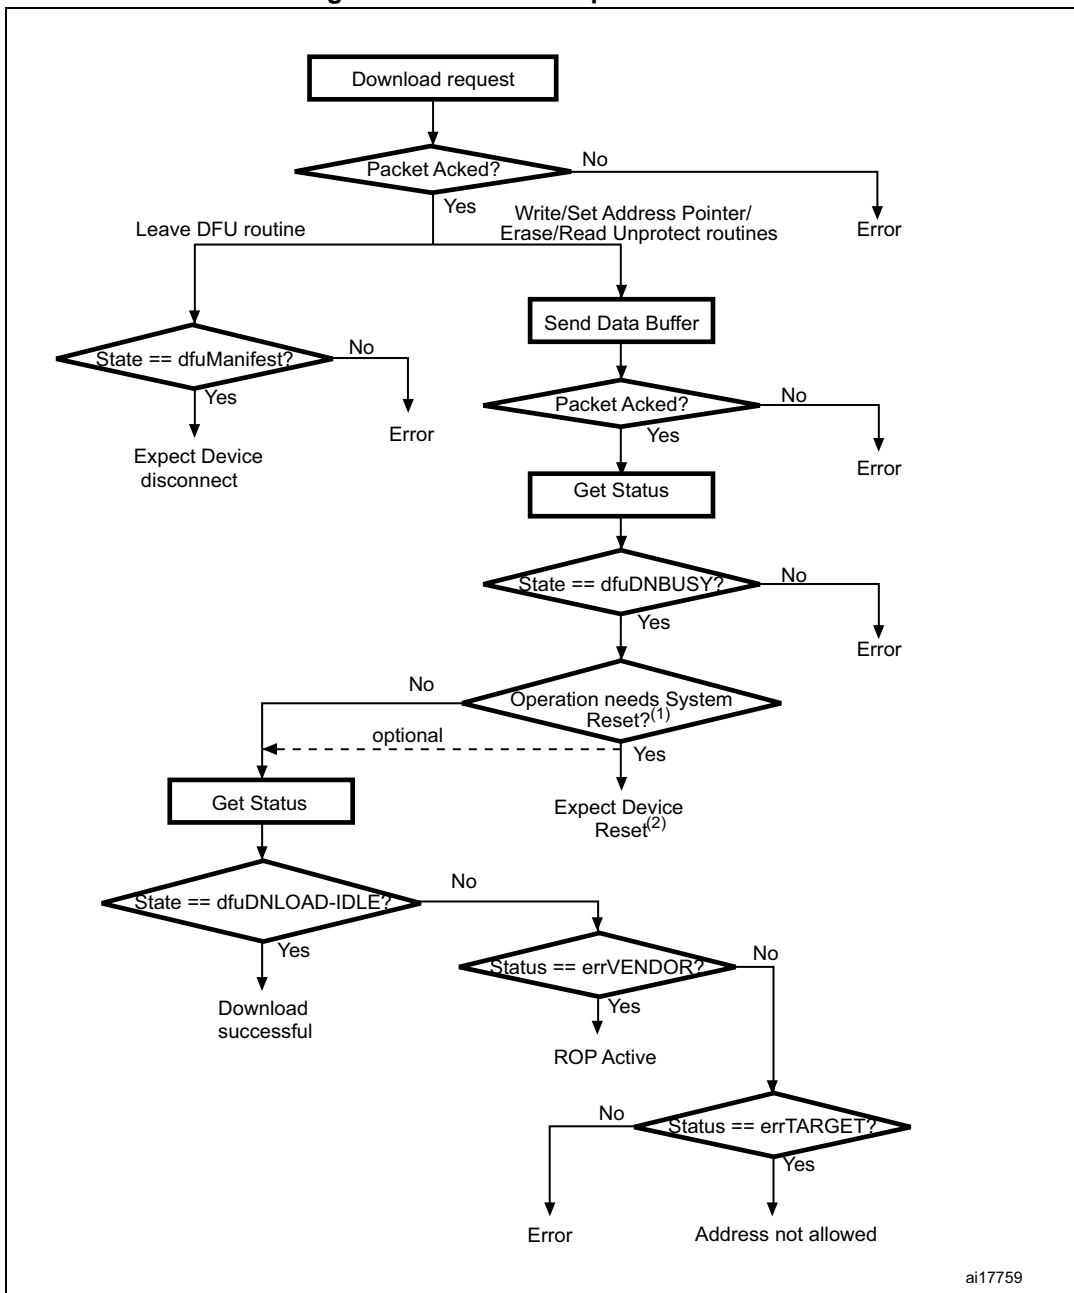 Download request
Packet Acked?
No
Yes
Error
Leave DFU routine
Write/Set Address Pointer/
Erase/Read Unprotect routines
Send Data Buffer
State == dfuManifest?
No
Yes
Error
Expect Device
disconnect
Packet Acked?
No
Yes
Error
Get Status
State == dfuDNBUSY?
No
Yes
Error
No
Operation needs System
Reset?(1)
optional
Yes
Get Status
Expect Device
Reset(2)
State == dfuDNLOAD-IDLE?
No
Yes
Download
successful
Status == errVENDOR?
No
Yes
ROP Active
No
Status == errTARGET?
Yes
Error
Address not allowed
ai17759